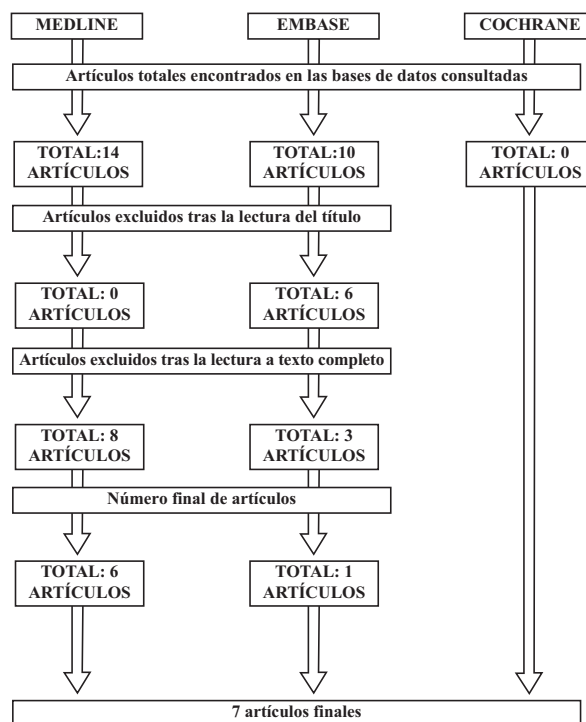 MEDLINE
EMBASE
COCHRANE
Artículos totales encontrados en las bases de datos consultadas
TOTAL:14
ARTÍCULOS
TOTAL:10
ARTÍCULOS
TOTAL: 0
ARTÍCULOS
Artículos excluidos tras la lectura del título
TOTAL: 0
ARTÍCULOS
TOTAL: 6
ARTÍCULOS
Artículos excluidos tras la lectura a texto completo
TOTAL: 8
ARTÍCULOS
TOTAL: 3
ARTÍCULOS
Número final de artículos
TOTAL: 6
ARTÍCULOS
TOTAL: 1
ARTÍCULOS
7 artículos finales